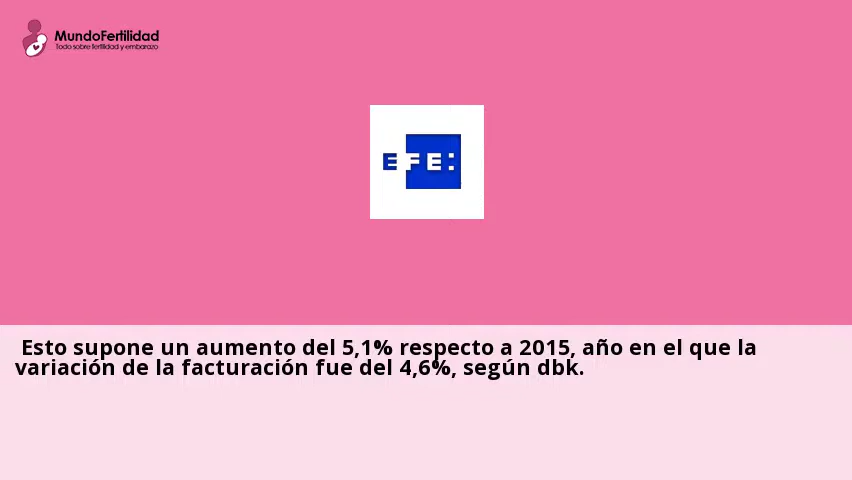 MundoFertilidad
Todo sobre fertilidad y embarazo
EFE:
Esto supone un aumento del 5,1% respecto a 2015, año en el que la
variación de la facturación fue del 4,6%, según dbk.